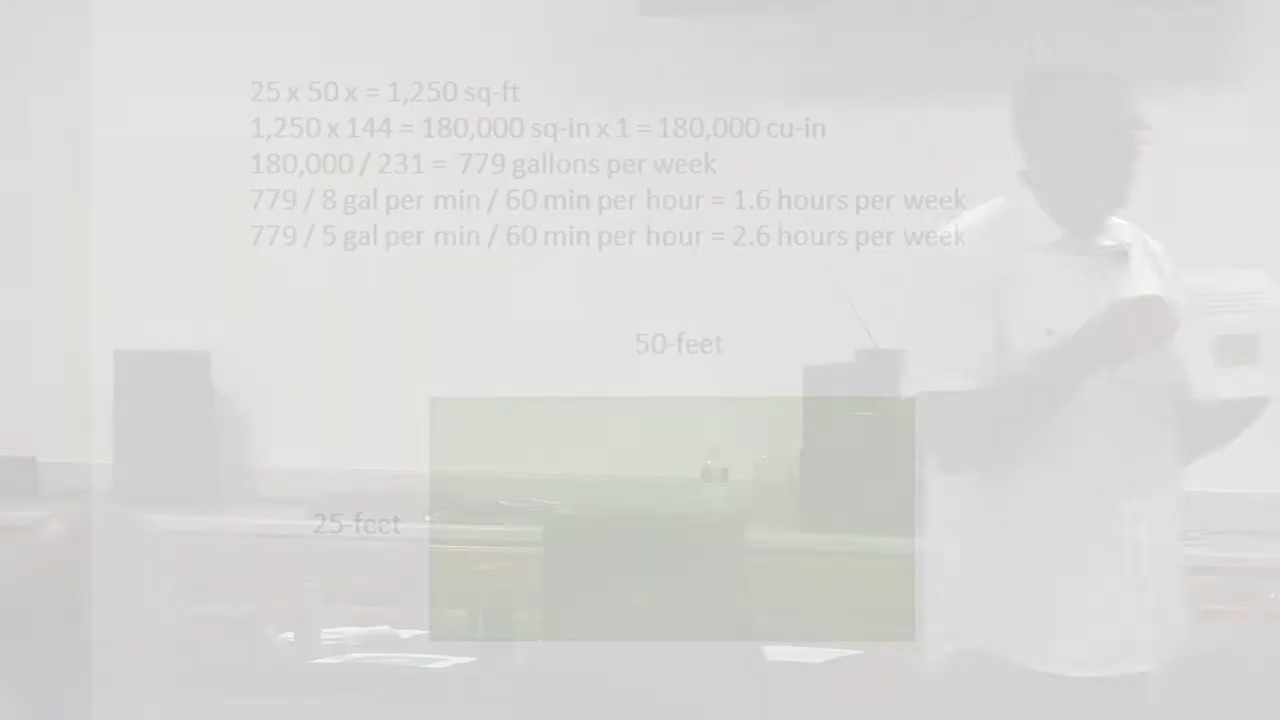 25 x 50 x = 1,250 sq-ft
1,250 x 144 = 180,000 sq-in x 1 = 180,000 cu-in
180,000 / 231 = 779 gallons per week
779 / 8 gal per min / 60 min per hour = 1.6 hours per week
779 / 5 gal per min / 60 min per hour = 2.6 hours per week
50-feet
25-feet